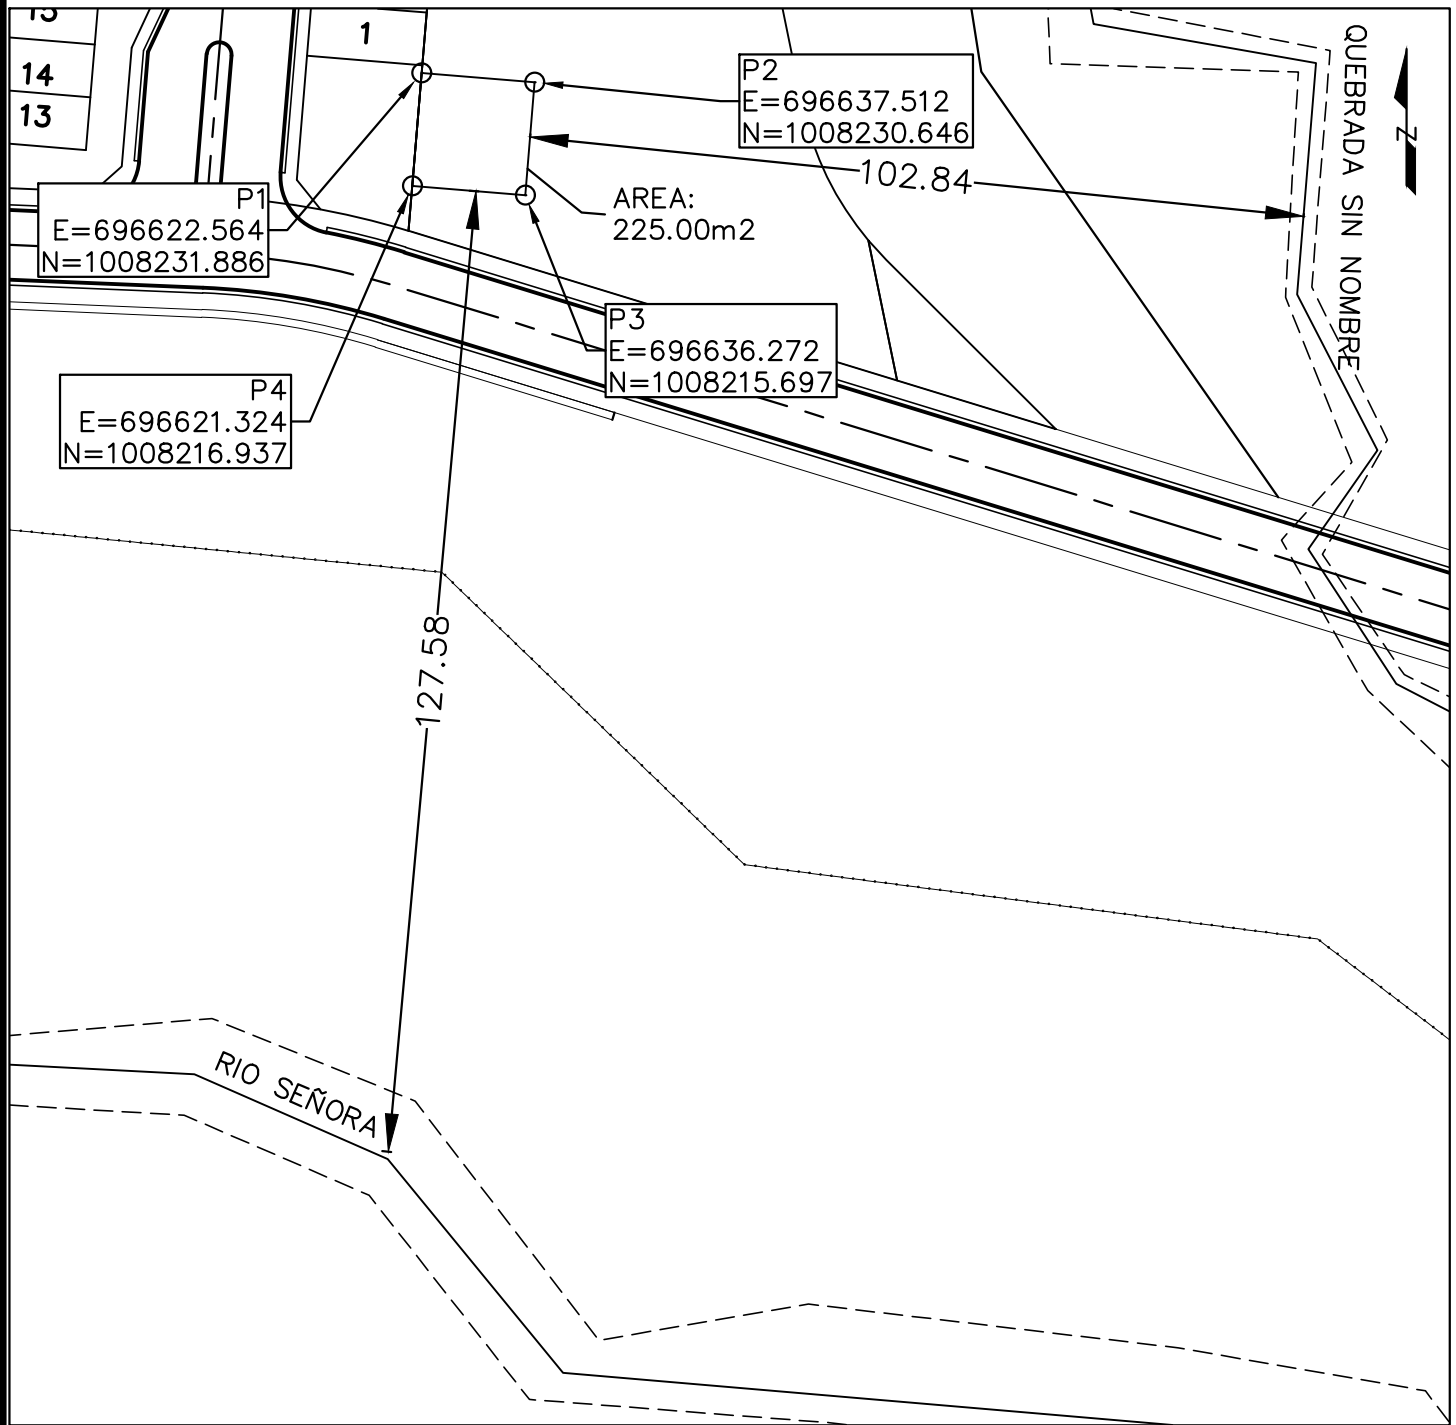 15
14
13
1
P2
E=696637.512
N=1008230.646
QUEBRADA SIN NOMBRE
N
102.84
P1
E=696622.564
N=1008231.886
AREA:
225.00m2
P3
E=696636.272
N=1008215.697
P4
E=696621.324
N=1008216.937
127.58
RIO SEÑORA